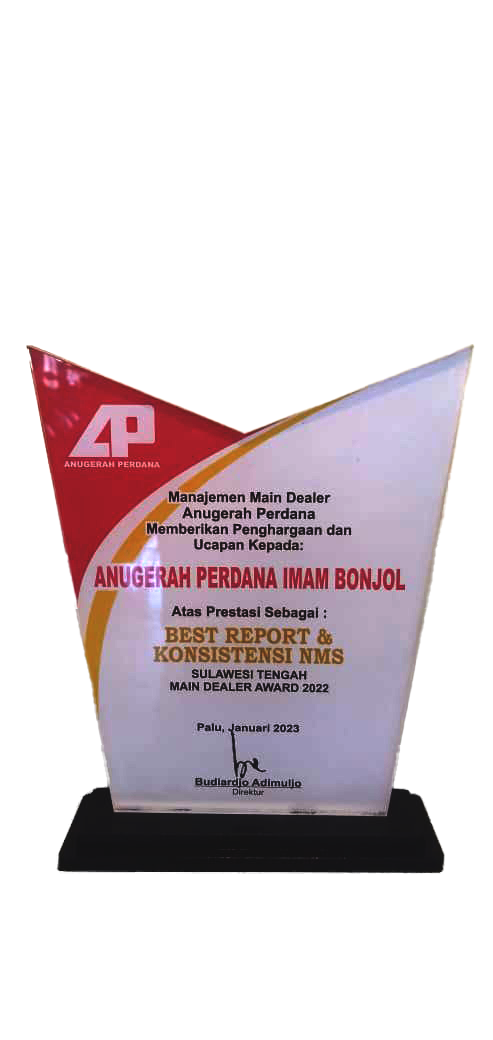 AP
ANUGERAH PERDANA
Manajemen Main Dealer
Anugerah Perdana
Memberikan Penghargaan dan
Ucapan Kepada:
ANUGERAH PERDANA IMAM BONJOL
Atas Prestasi Sebagai :
BEST REPORT &
KONSISTENSI NMS
SULAWESI TENGAH
MAIN DEALER AWARD 2022
Palu, Januari 2023
Budiardjo Adimuljo
Direktur